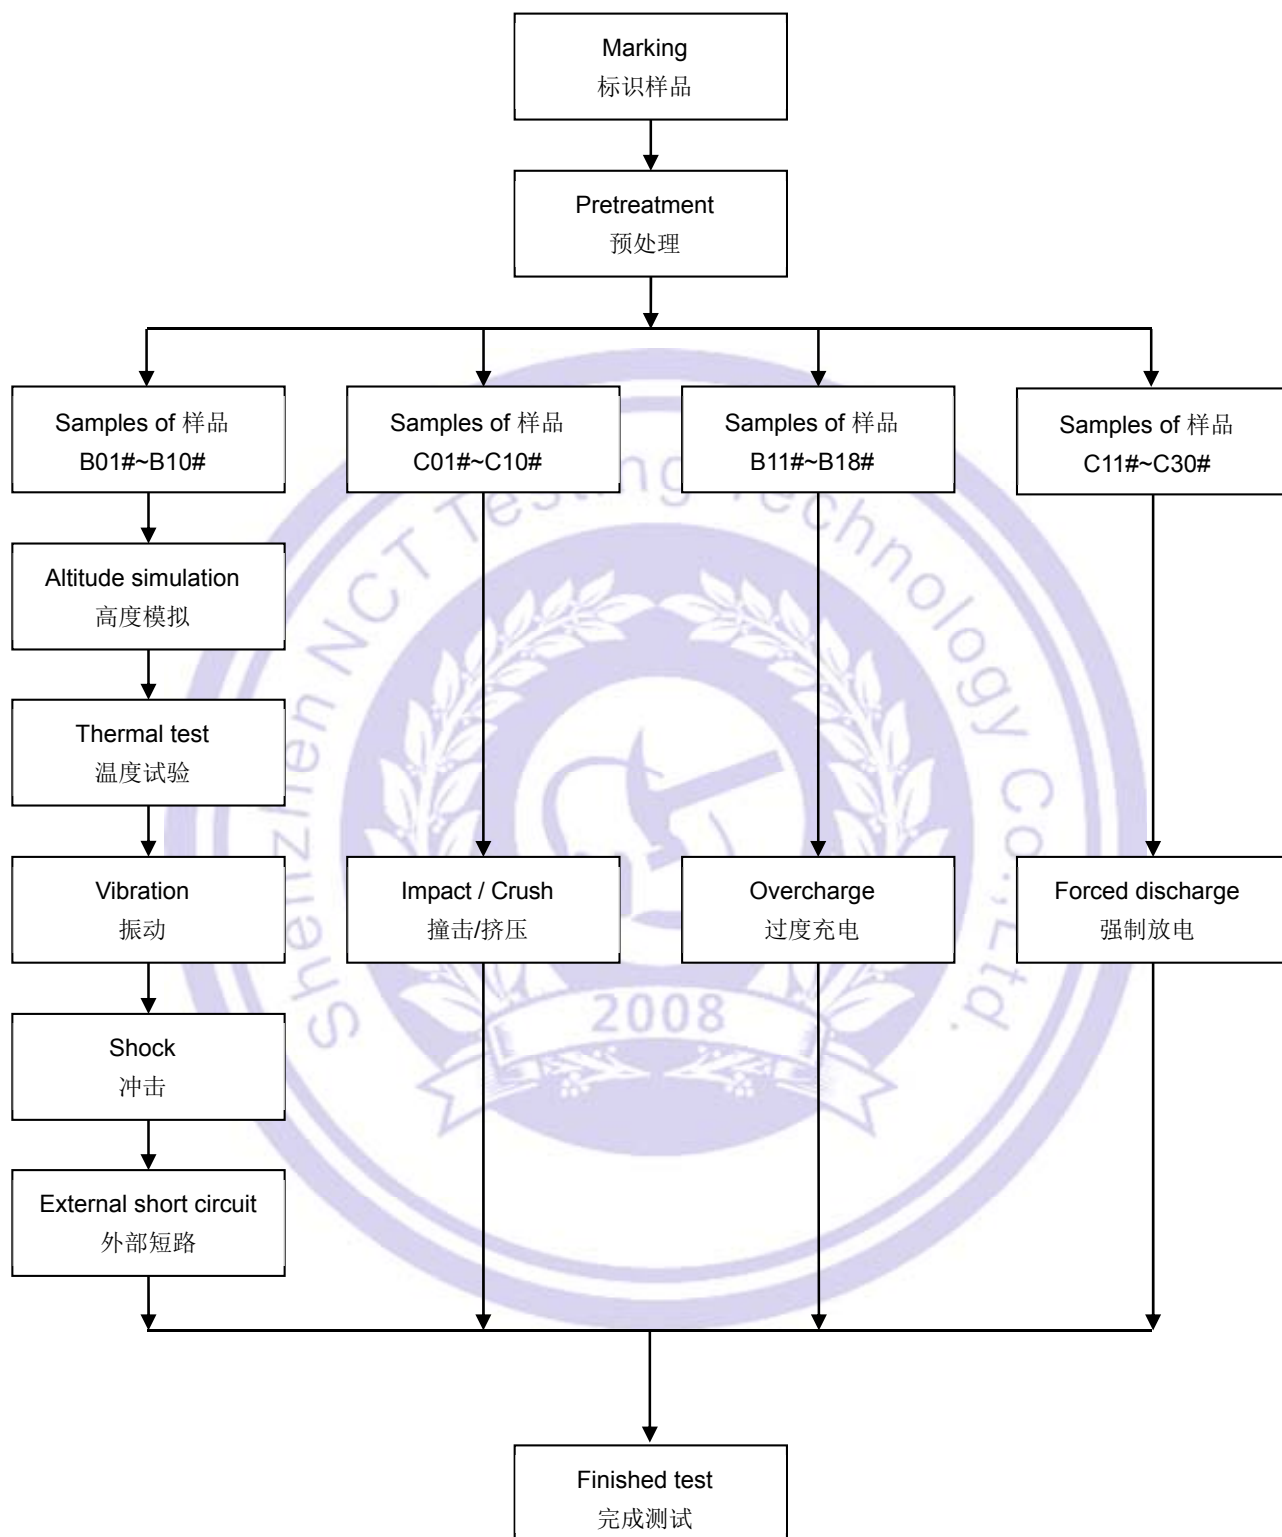 Marking
标识样品
Pretreatment
预处理
Samples of 样品
B01#~B10#
Samples of 样品
C01#~C10#
Samples of 样品
B11#~B18#
Samples of 样品
C11#~C30#
Altitude simulation
高度模拟
Thermal test
温度试验
Vibration
振动
Impact / Crush
撞击/挤压
Overcharge
过度充电
Forced discharge
强制放电
Shock
冲击
External short circuit
外部短路
Finished test
完成测试
Shenzhen NCT Testing Technology Co.,Ltd.
2008